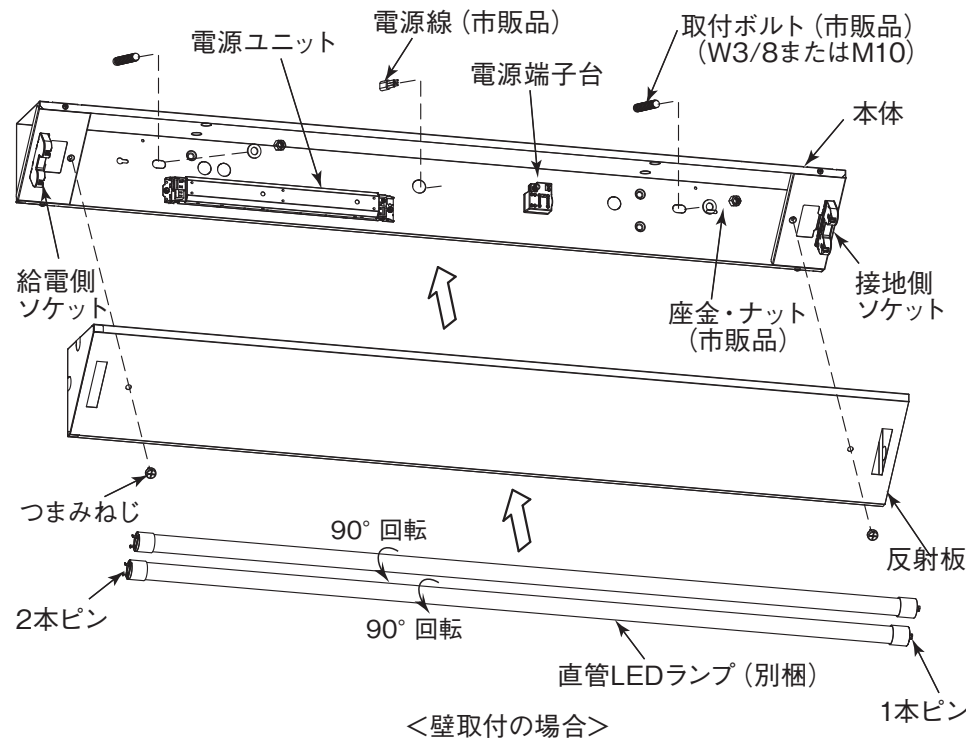 電源線（市販品）
取付ボルト（市販品）
（W3/8またはM10）
電源ユニット
電源端子台
本体
給電側
ソケット
接地側
ソケット
座金・ナット
（市販品）
つまみねじ
反射板
90° 回転
90° 回転
2本ピン
直管LEDランプ（別梱）
1本ピン
＜壁取付の場合＞